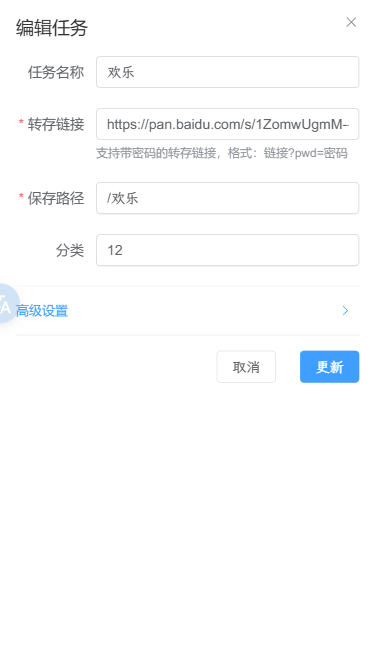 编辑任务
任务名称 欢乐
* 转存链接 https://pan.baidu.com/s/1ZomwUgmM-
支持带密码的转存链接，格式：链接?pwd=密码
* 保存路径 /欢乐
分类 12
高级设置
取消 更新